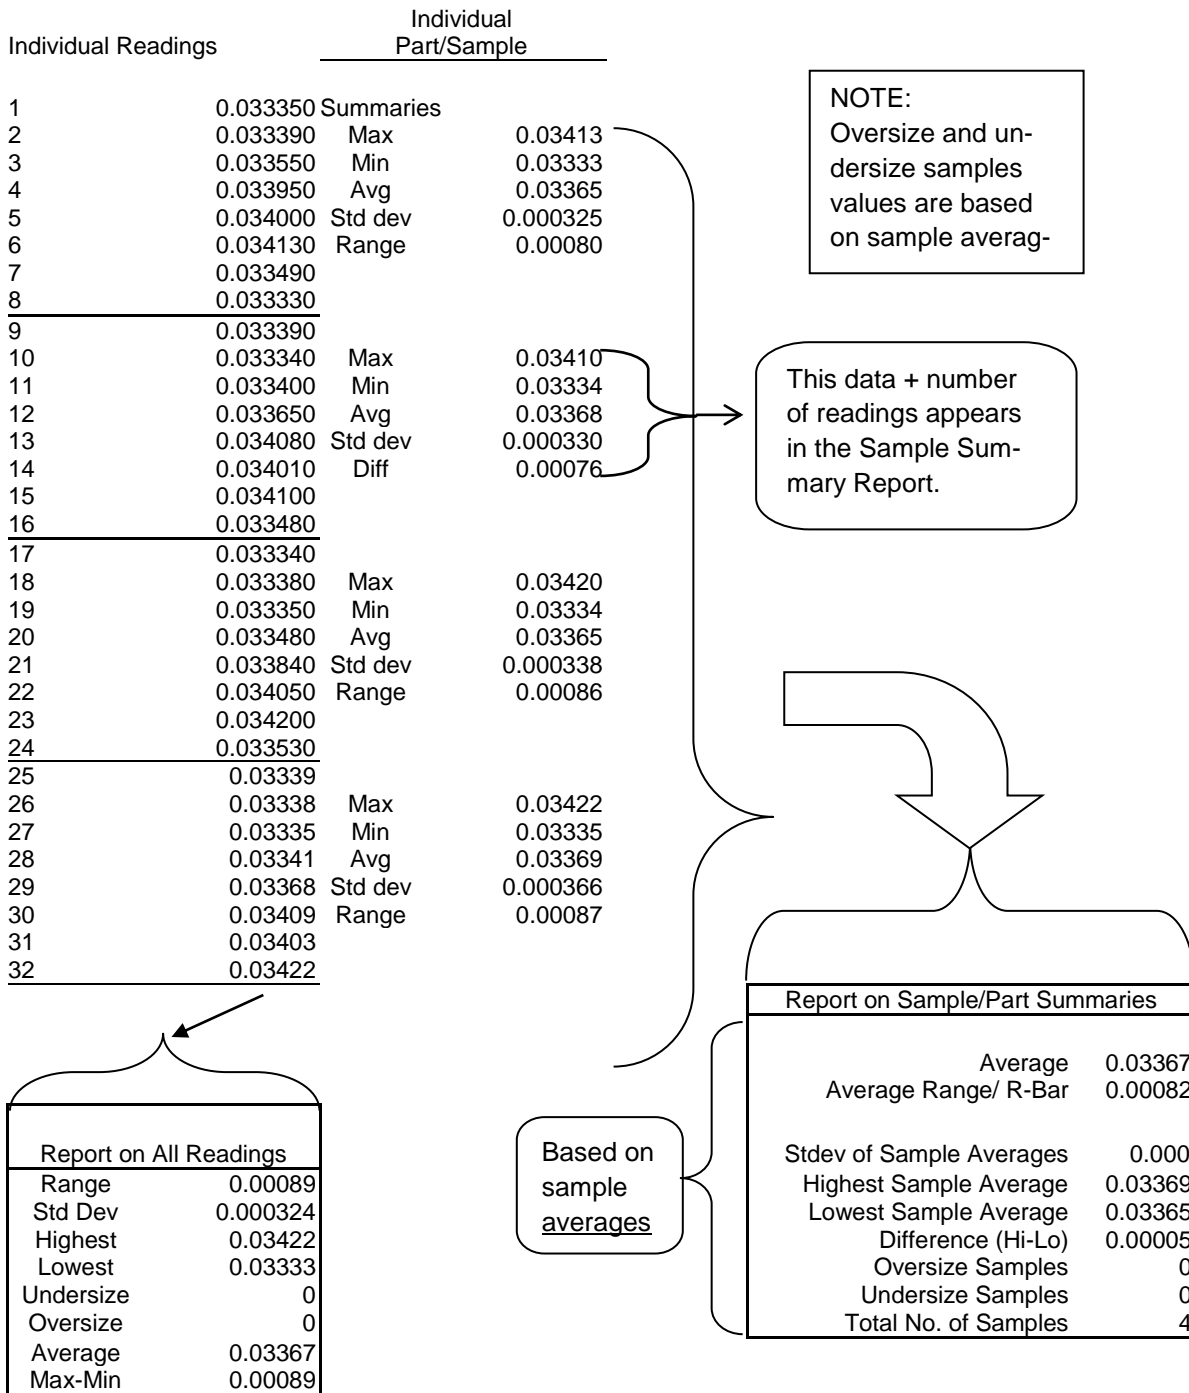 Individual
Individual Readings Part/Sample
1 0.033350 Summaries
2 0.033390 Max 0.03413
3 0.033550 Min 0.03333
4 0.033950 Avg 0.03365
5 0.034000 Std dev 0.000325
6 0.034130 Range 0.00080
7 0.033490
8 0.033330
9 0.033390
10 0.033340 Max 0.03410
11 0.033400 Min 0.03334
12 0.033650 Avg 0.03368
13 0.034080 Std dev 0.000330
14 0.034010 Diff 0.00076
15 0.034100
16 0.033480
17 0.033340
18 0.033380 Max 0.03420
19 0.033350 Min 0.03334
20 0.033480 Avg 0.03365
21 0.033840 Std dev 0.000338
22 0.034050 Range 0.00086
23 0.034200
24 0.033530
25 0.03339
26 0.03338 Max 0.03422
27 0.03335 Min 0.03335
28 0.03341 Avg 0.03369
29 0.03368 Std dev 0.000366
30 0.03409 Range 0.00087
31 0.03403
32 0.03422
NOTE:
Oversize and un-
dersize samples
values are based
on sample averag-
This data + number
of readings appears
in the Sample Sum-
mary Report.
Report on All Readings
Range 0.00089
Std Dev 0.000324
Highest 0.03422
Lowest 0.03333
Undersize 0
Oversize 0
Average 0.03367
Max-Min 0.00089
Based on
sample
averages
Report on Sample/Part Summaries
Average 0.03367
Average Range/ R-Bar 0.00082
Stdev of Sample Averages 0.000
Highest Sample Average 0.03369
Lowest Sample Average 0.03365
Difference (Hi-Lo) 0.00005
Oversize Samples 0
Undersize Samples 0
Total No. of Samples 4